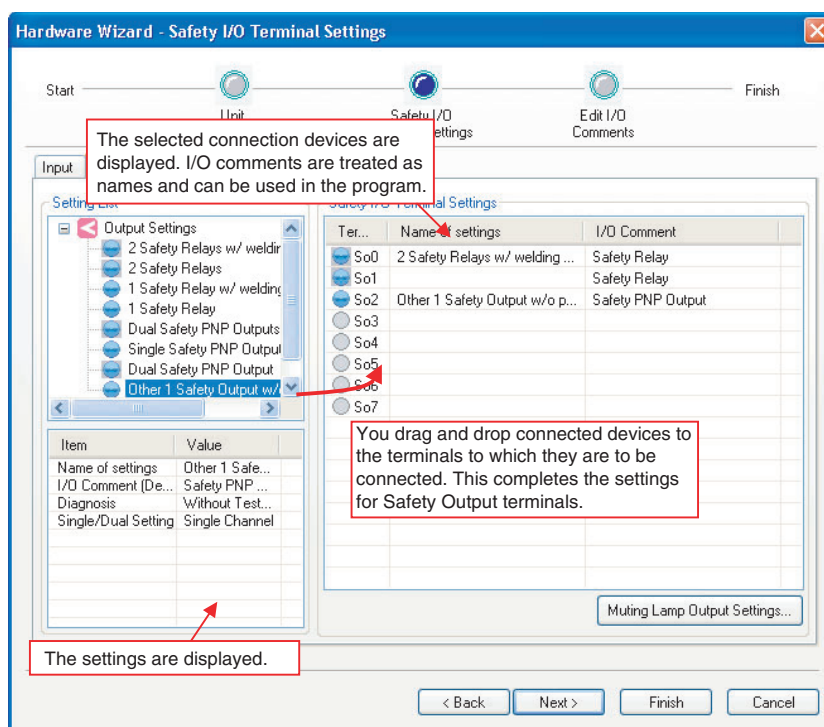 Hardware Wizard - Safety I/O Terminal Settings
Start
Finish
Unit
Safety I/O
Settings
Edit I/O
Comments
The selected connection devices are
displayed. I/O comments are treated as
names and can be used in the program.
Input
Setting List
Output Settings
2 Safety Relays w/ weldin
2 Safety Relays
1 Safety Relay w/ welding
1 Safety Relay
Dual Safety PNP Outputs
Single Safety PNP Output
Dual Safety PNP Output
Other 1 Safety Output w/o
Item Value
Name of settings Other 1 Safe...
I/O Comment (De... Safety PNP ...
Diagnosis Without Test...
Single/Dual Setting Single Channel
The settings are displayed.
Safety I/O Terminal Settings
Ter... Name of settings I/O Comment
So0 2 Safety Relays w/ welding ... Safety Relay
So1 Safety Relay
So2 Other 1 Safety Output w/o p... Safety PNP Output
So3
So4
So5
So6
So7
You drag and drop connected devices to
the terminals to which they are to be
connected. This completes the settings
for Safety Output terminals.
Muting Lamp Output Settings...
< Back Next > Finish Cancel